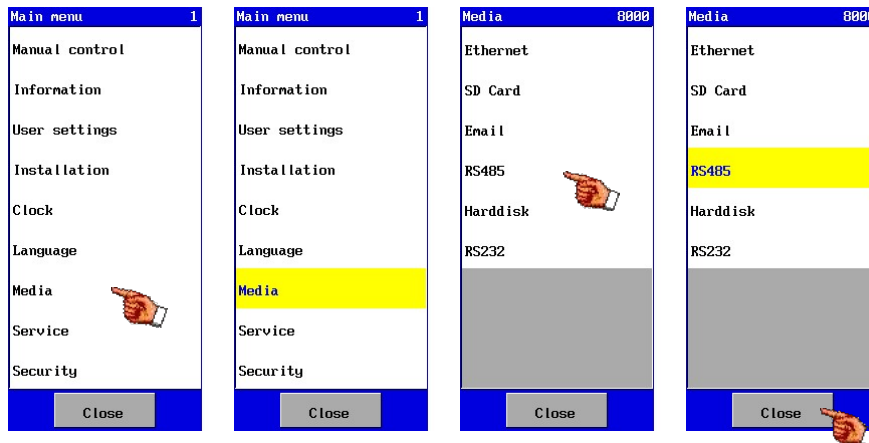 Main menu 1
Manual control
Information
User settings
Installation
Clock
Language
Media
Service
Security
Close
Main menu 1
Manual control
Information
User settings
Installation
Clock
Language
Media
Service
Security
Close
Media 8000
Ethernet
SD Card
Email
RS485
Harddisk
RS232
Close
Media 8000
Ethernet
SD Card
Email
RS485
Harddisk
RS232
Close